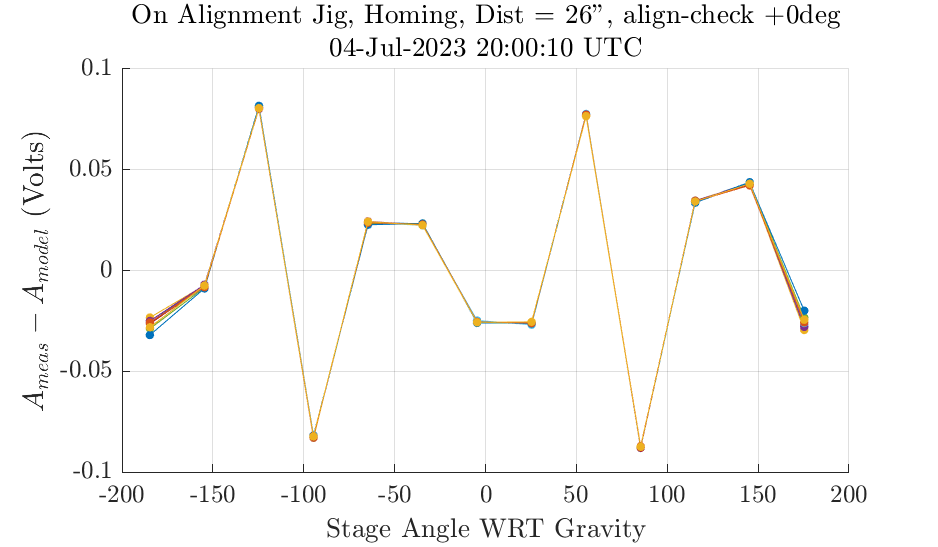 On Alignment Jig, Homing, Dist = 26”, align-check +0deg
04-Jul-2023 20:00:10 UTC
A_meas − A_model (Volts)
0.1
0.05
0
-0.05
-0.1
-200 -150 -100 -50 0 50 100 150 200
Stage Angle WRT Gravity